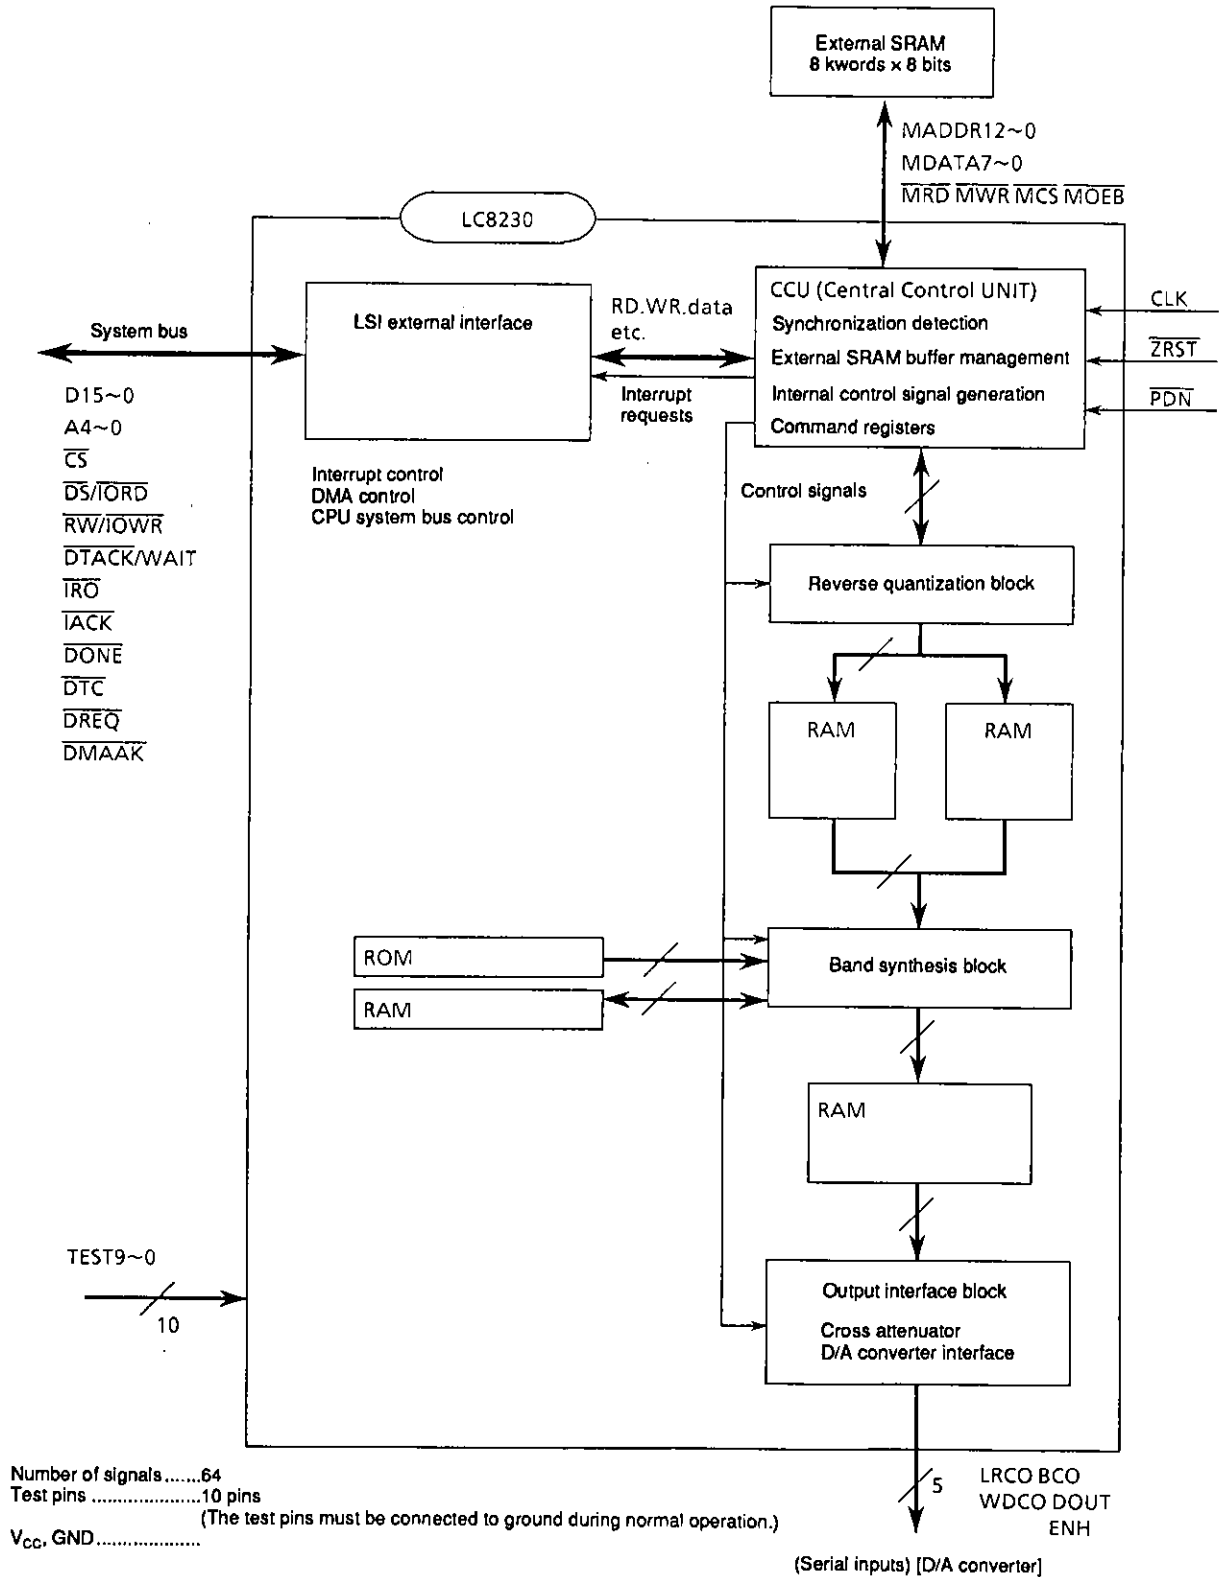 External SRAM
8 kwords x 8 bits
MADDR12~0
MDATA7~0
MRD MWR MCS MOEB
LC8230
LSI external interface
RD.WR.data
etc.
Interrupt
requests
CCU (Central Control UNIT)
Synchronization detection
External SRAM buffer management
Internal control signal generation
Command registers
CLK
ZRST
PDN
System bus
D15~0
A4~0
CS
DS/IORD
RW/IOWR
DTACK/WAIT
IRO
IACK
DONE
DTC
DREQ
DMAAK
Interrupt control
DMA control
CPU system bus control
Control signals
Reverse quantization block
RAM
RAM
ROM
RAM
Band synthesis block
RAM
TEST9~0
10
Output interface block
Cross attenuator
D/A converter interface
Number of signals.......64
Test pins .....................10 pins
(The test pins must be connected to ground during normal operation.)
VCC, GND.....................
5
LRCO BCO
WDCO DOUT
ENH
(Serial inputs) [D/A converter]